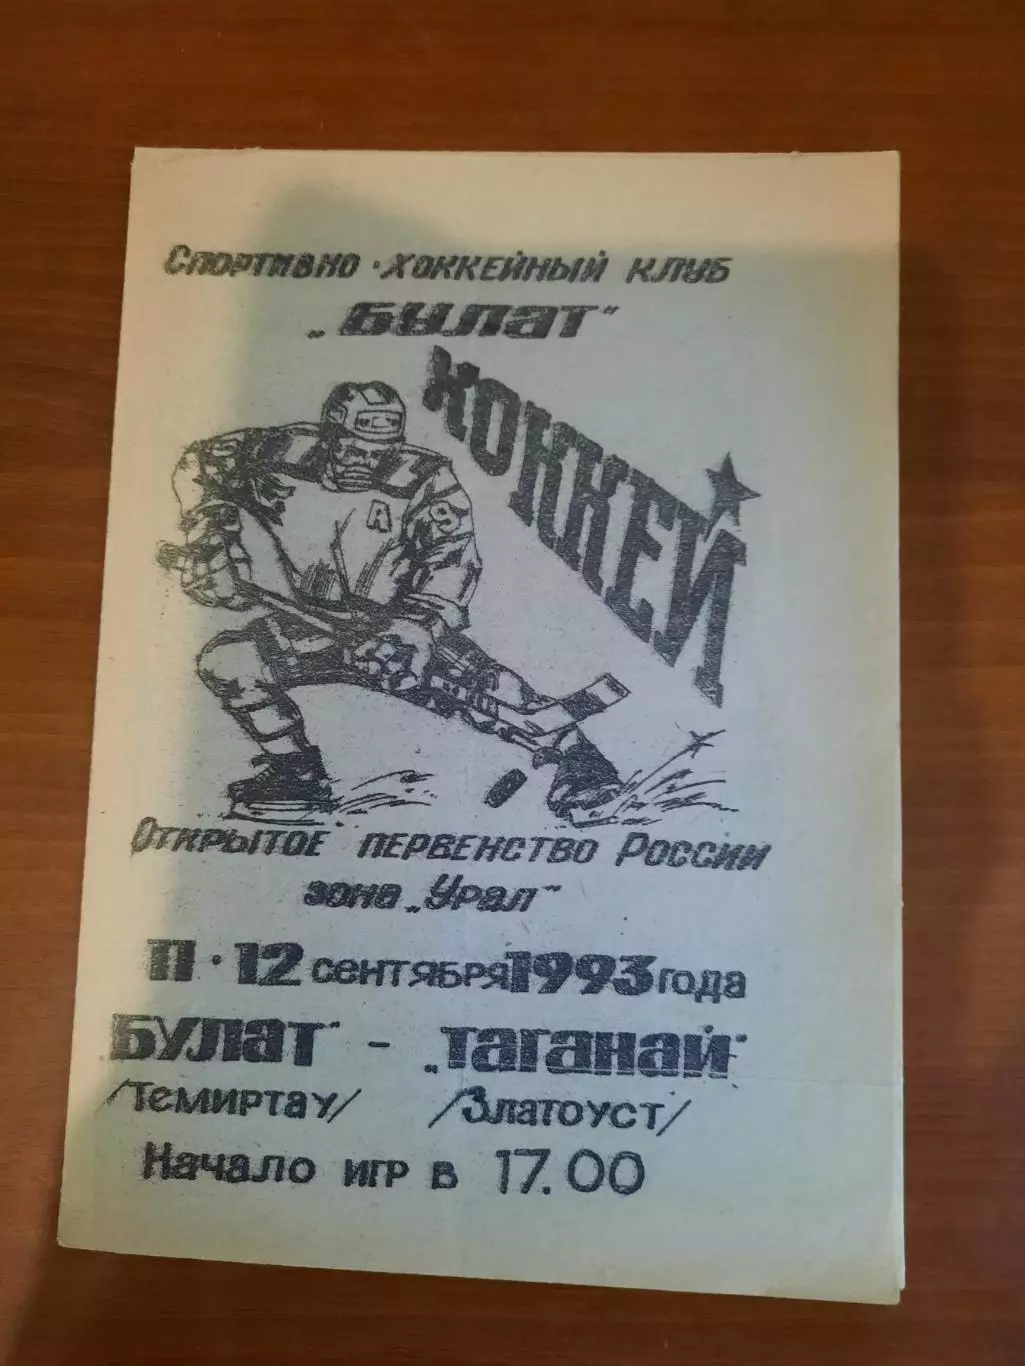 Спортивно-хоккейный клуб
„Булат"
Хоккей
А 9
Открытое первенство России
зона „Урал"
11-12 сентября 1993 года
Булат" - „Таганай"
/Темиртау/ /Златоуст/
Начало игр в 17.00